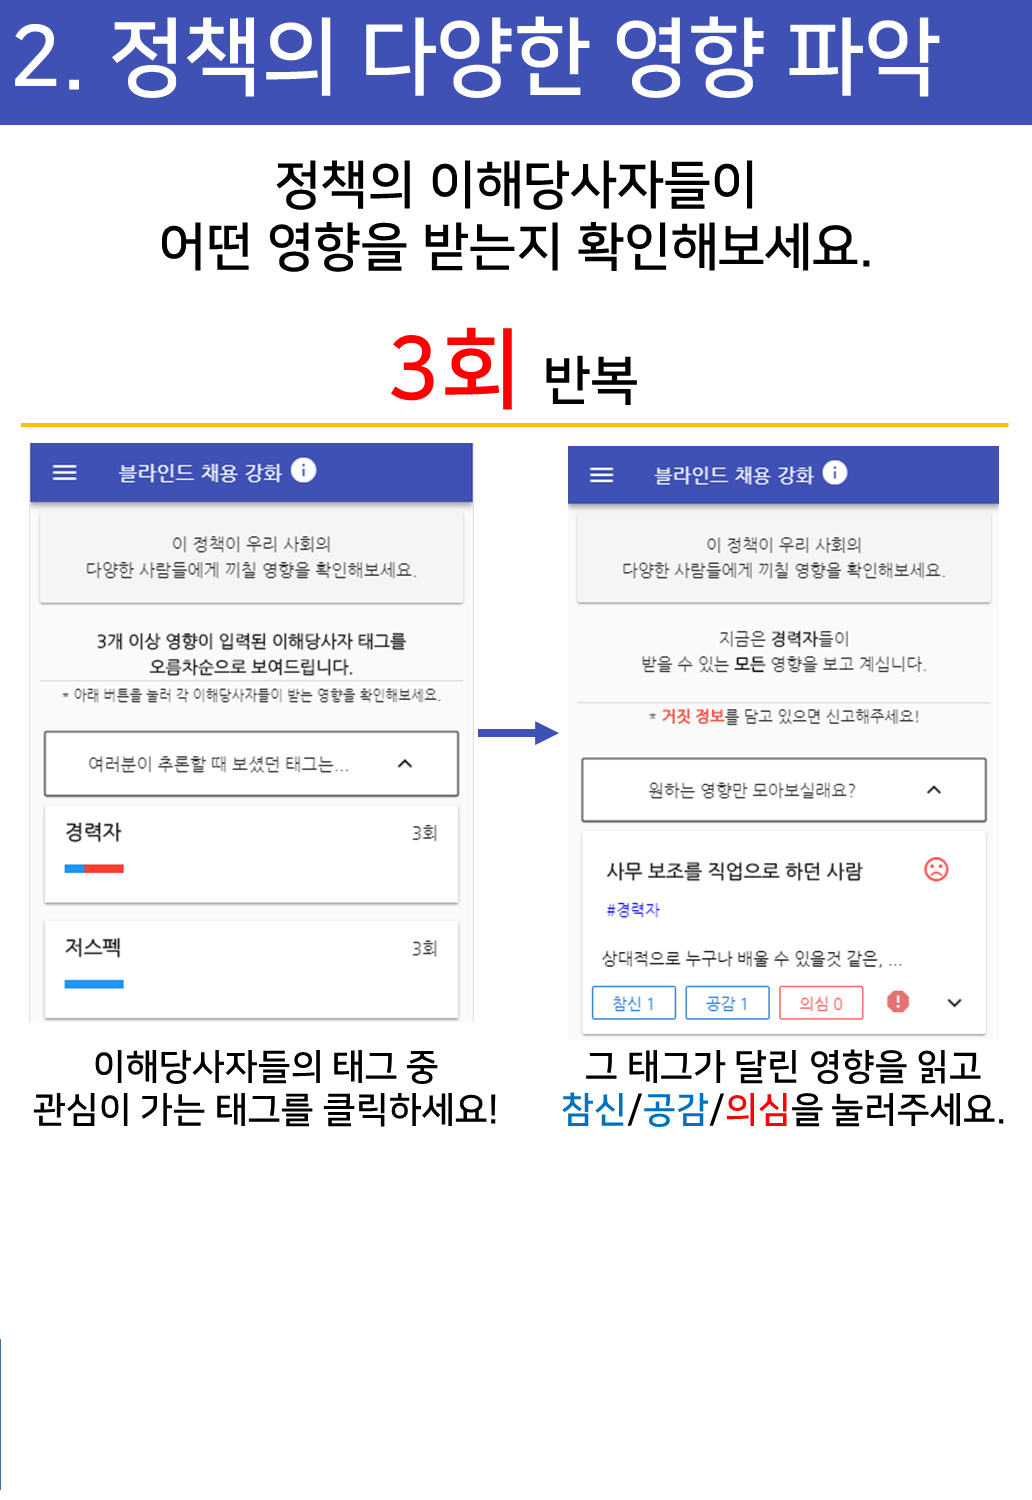 2. 정책의 다양한 영향 파악
정책의 이해당사자들이
어떤 영향을 받는지 확인해보세요.
3회 반복
블라인드 채용 강화
이 정책이 우리 사회의
다양한 사람들에게 끼칠 영향을 확인해보세요.
3개 이상 영향이 입력된 이해당사자 태그를
오름차순으로 보여드립니다.
* 아래 버튼을 눌러 각 이해당사자들이 받는 영향을 확인해보세요.
여러분이 추론할 때 보셨던 태그는...
경력자 3회
저스펙 3회
이해당사자들의 태그 중
관심이 가는 태그를 클릭하세요!
블라인드 채용 강화
이 정책이 우리 사회의
다양한 사람들에게 끼칠 영향을 확인해보세요.
지금은 경력자들이
받을 수 있는 모든 영향을 보고 계십니다.
* 거짓 정보를 담고 있으면 신고해주세요!
원하는 영향만 모아보실래요?
사무 보조를 직업으로 하던 사람
#경력자
상대적으로 누구나 배울 수 있을것 같은, ...
참신 1 공감 1 의심 0
그 태그가 달린 영향을 읽고
참신/공감/의심을 눌러주세요.